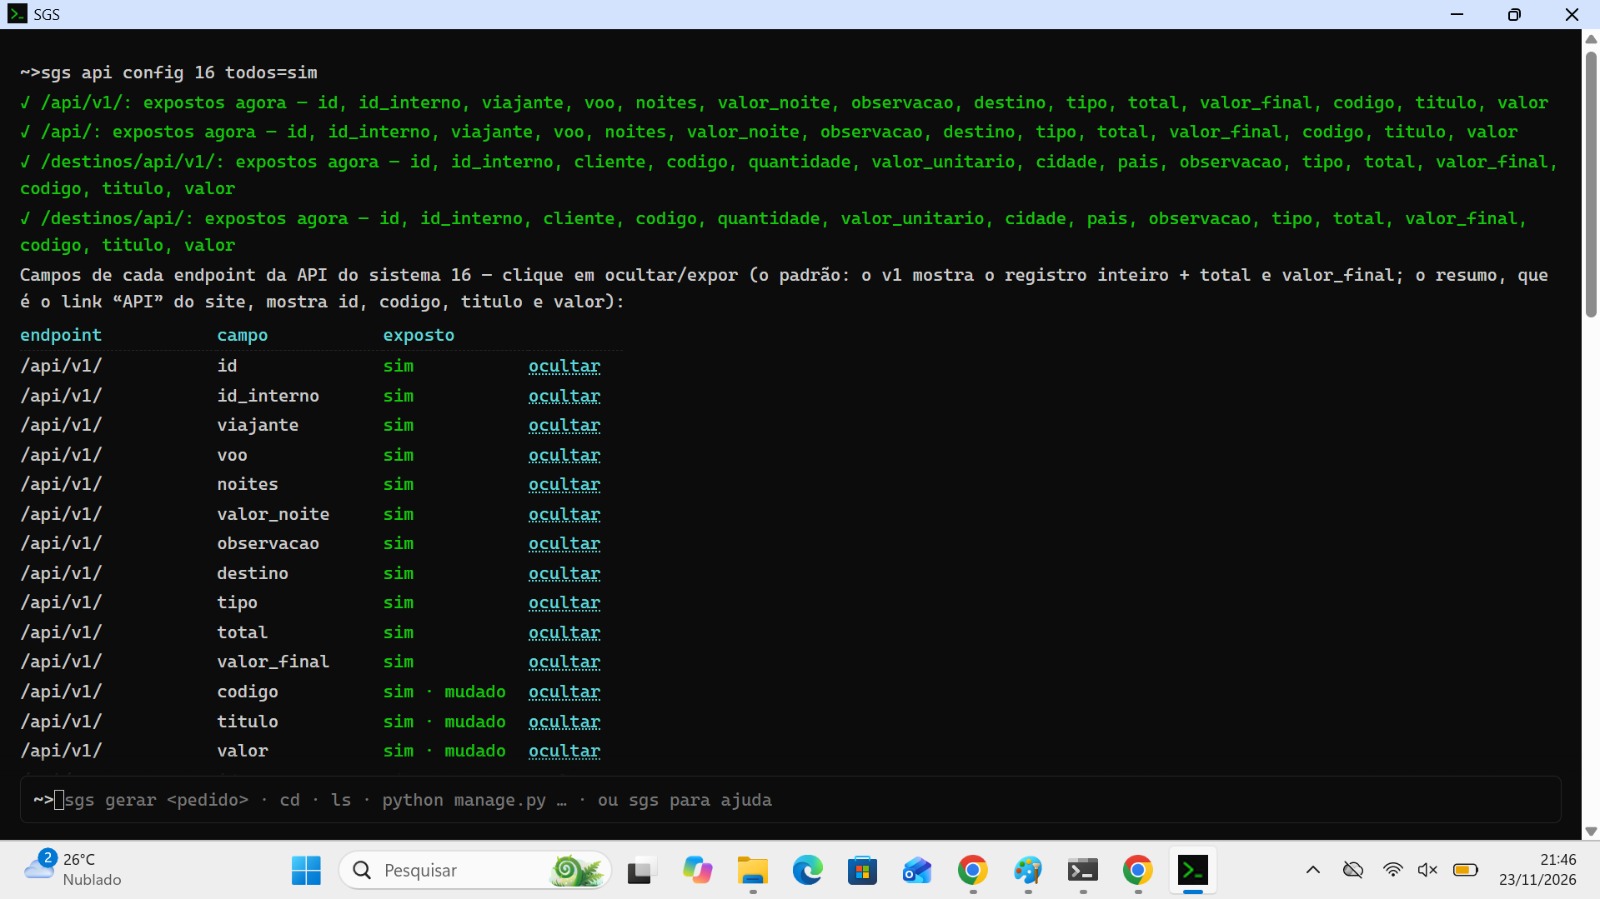 SGS
~>sgs api config 16 todos=sim
✓ /api/v1/: expostos agora — id, id_interno, viajante, voo, noites, valor_noite, observacao, destino, tipo, total, valor_final, codigo, titulo, valor
✓ /api/: expostos agora — id, id_interno, viajante, voo, noites, valor_noite, observacao, destino, tipo, total, valor_final, codigo, titulo, valor
✓ /destinos/api/v1/: expostos agora — id, id_interno, cliente, codigo, quantidade, valor_unitario, cidade, pais, observacao, tipo, total, valor_final,
codigo, titulo, valor
✓ /destinos/api/: expostos agora — id, id_interno, cliente, codigo, quantidade, valor_unitario, cidade, pais, observacao, tipo, total, valor_final,
codigo, titulo, valor
Campos de cada endpoint da API do sistema 16 — clique em ocultar/expor (o padrão: o v1 mostra o registro inteiro + total e valor_final; o resumo, que
é o link “API” do site, mostra id, codigo, titulo e valor):
endpoint campo exposto
/api/v1/ id sim ocultar
/api/v1/ id_interno sim ocultar
/api/v1/ viajante sim ocultar
/api/v1/ voo sim ocultar
/api/v1/ noites sim ocultar
/api/v1/ valor_noite sim ocultar
/api/v1/ observacao sim ocultar
/api/v1/ destino sim ocultar
/api/v1/ tipo sim ocultar
/api/v1/ total sim ocultar
/api/v1/ valor_final sim ocultar
/api/v1/ codigo sim · mudado ocultar
/api/v1/ titulo sim · mudado ocultar
/api/v1/ valor sim · mudado ocultar
~>sgs gerar <pedido> · cd · ls · python manage.py … · ou sgs para ajuda
2
26°C
Nublado
Pesquisar
21:46
23/11/2026